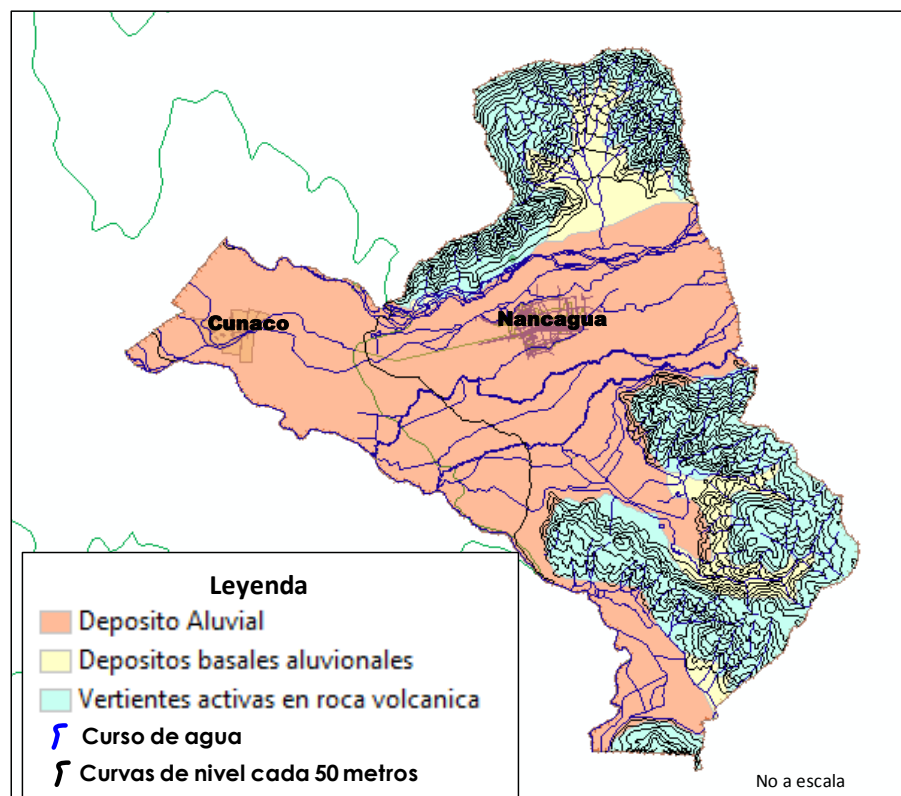 Cunaco
Nancagua
Leyenda
Deposito Aluvial
Depositos basales aluvionales
Vertientes activas en roca volcanica
Curso de agua
Curvas de nivel cada 50 metros
No a escala